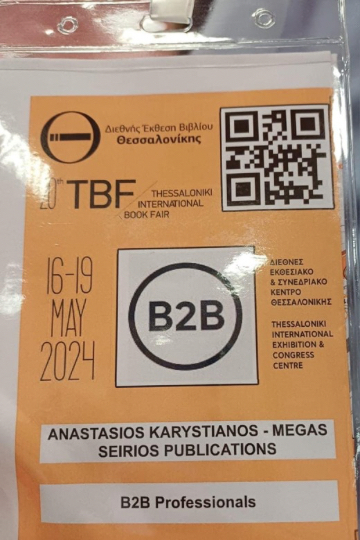 Διεθνής Έκθεση Βιβλίου
Θεσσαλονίκης
20th TBF
THESSALONIKI
INTERNATIONAL
BOOK FAIR
16-19
MAY
2024
B2B
ΔΙΕΘΝΕΣ
ΕΚΘΕΣΙΑΚΟ
& ΣΥΝΕΔΡΙΑΚΟ
ΚΕΝΤΡΟ
ΘΕΣΣΑΛΟΝΙΚΗΣ
THESSALONIKI
INTERNATIONAL
EXHIBITION &
CONGRESS
CENTRE
ANASTASIOS KARYSTIANOS - MEGAS
SEIRIOS PUBLICATIONS
B2B Professionals